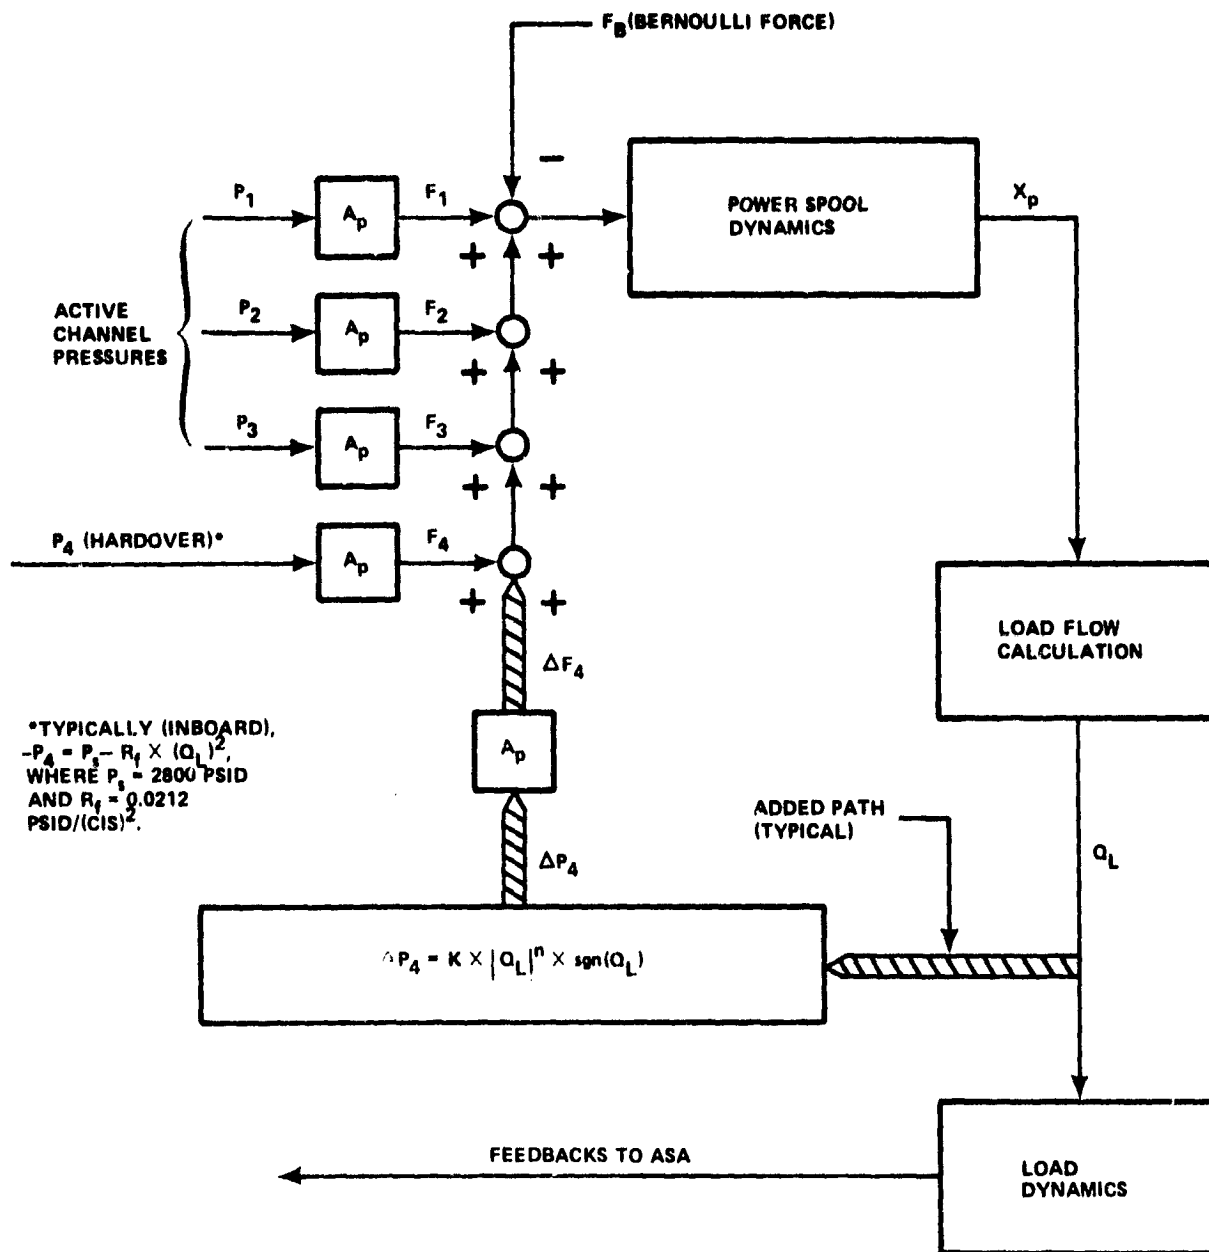 F_B (BERNOULLI FORCE)
−
P_1
A_p
F_1
POWER SPOOL
DYNAMICS
X_p
+ +
ACTIVE
CHANNEL
PRESSURES
P_2
A_p
F_2
+ +
P_3
A_p
F_3
+ +
P_4 (HARDOVER)*
A_p
F_4
+ +
LOAD FLOW
CALCULATION
ΔF_4
*TYPICALLY (INBOARD),
-P_4 = P_s - R_f X (Q_L)^2,
WHERE P_s = 2800 PSID
AND R_f = 0.0212
PSID/(CIS)^2.
A_p
ADDED PATH
(TYPICAL)
ΔP_4
Q_L
ΔP_4 = K X |Q_L|^n X sgn(Q_L)
FEEDBACKS TO ASA
LOAD
DYNAMICS